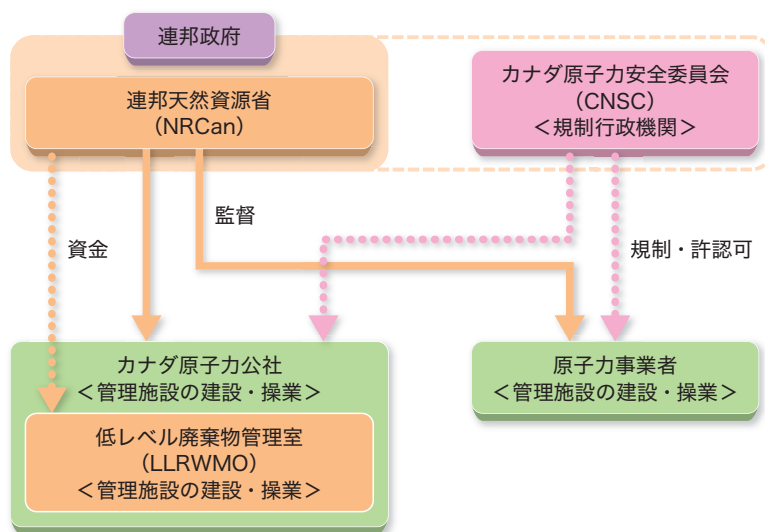 連邦政府
連邦天然資源省
(NRCan)
カナダ原子力安全委員会
(CNSC)
＜規制行政機関＞
監督
資金
規制・許認可
カナダ原子力公社
＜管理施設の建設・操業＞
低レベル廃棄物管理室
(LLRWMO)
＜管理施設の建設・操業＞
原子力事業者
＜管理施設の建設・操業＞